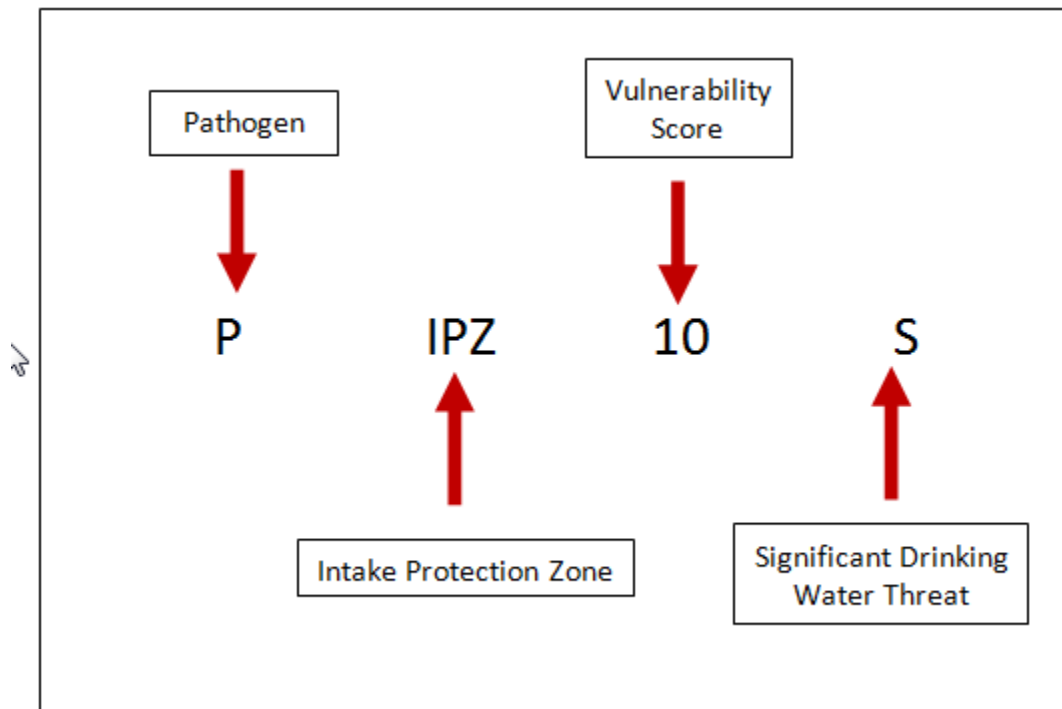 Pathogen
Vulnerability
Score
P IPZ 10 S
Intake Protection Zone
Significant Drinking
Water Threat